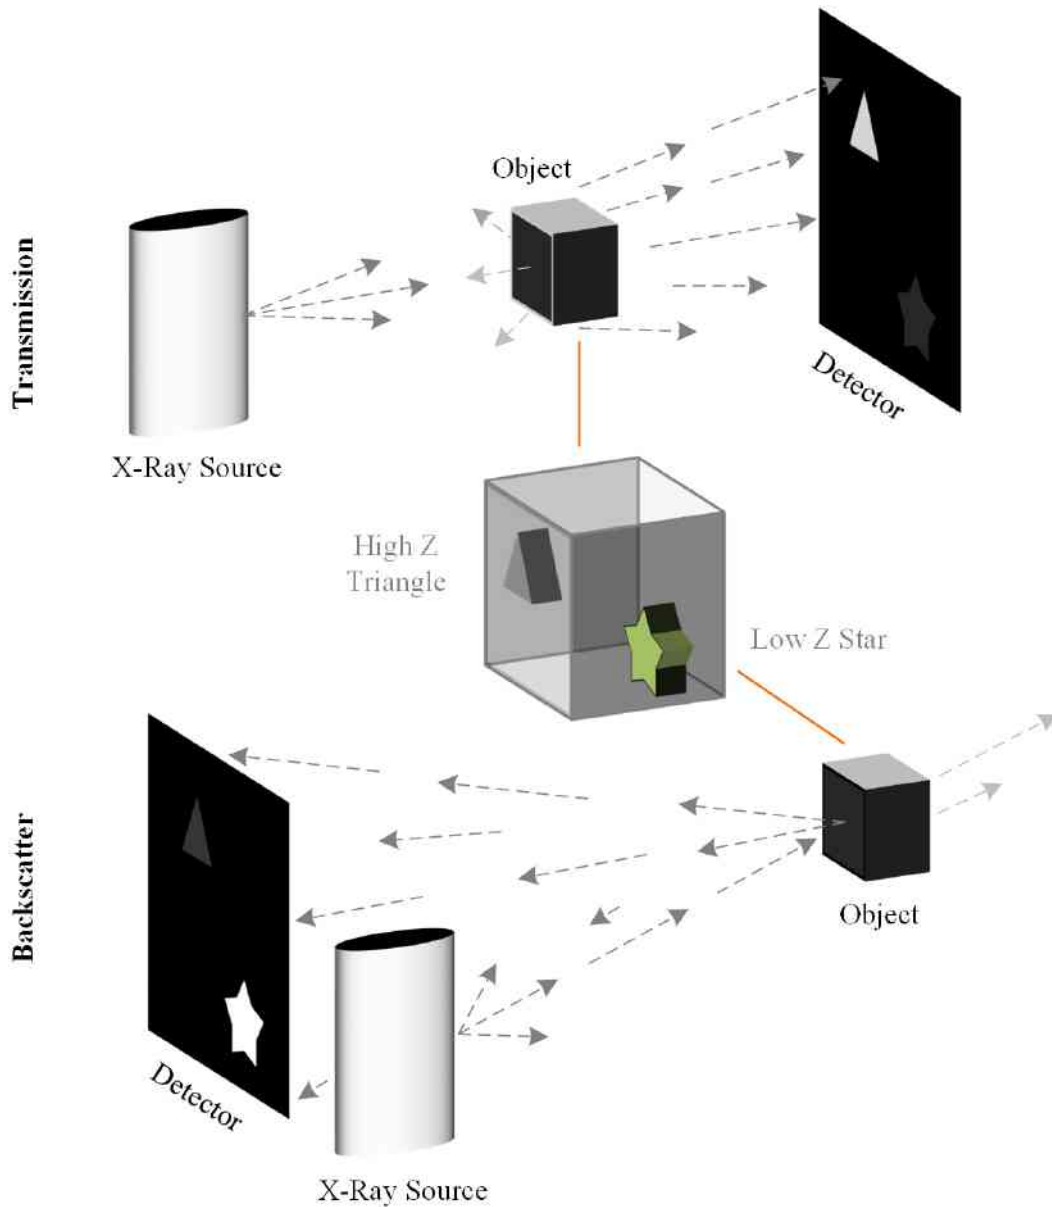 Transmission
Object
X-Ray Source
Detector
High Z
Triangle
Low Z Star
Backscatter
Object
Detector
X-Ray Source